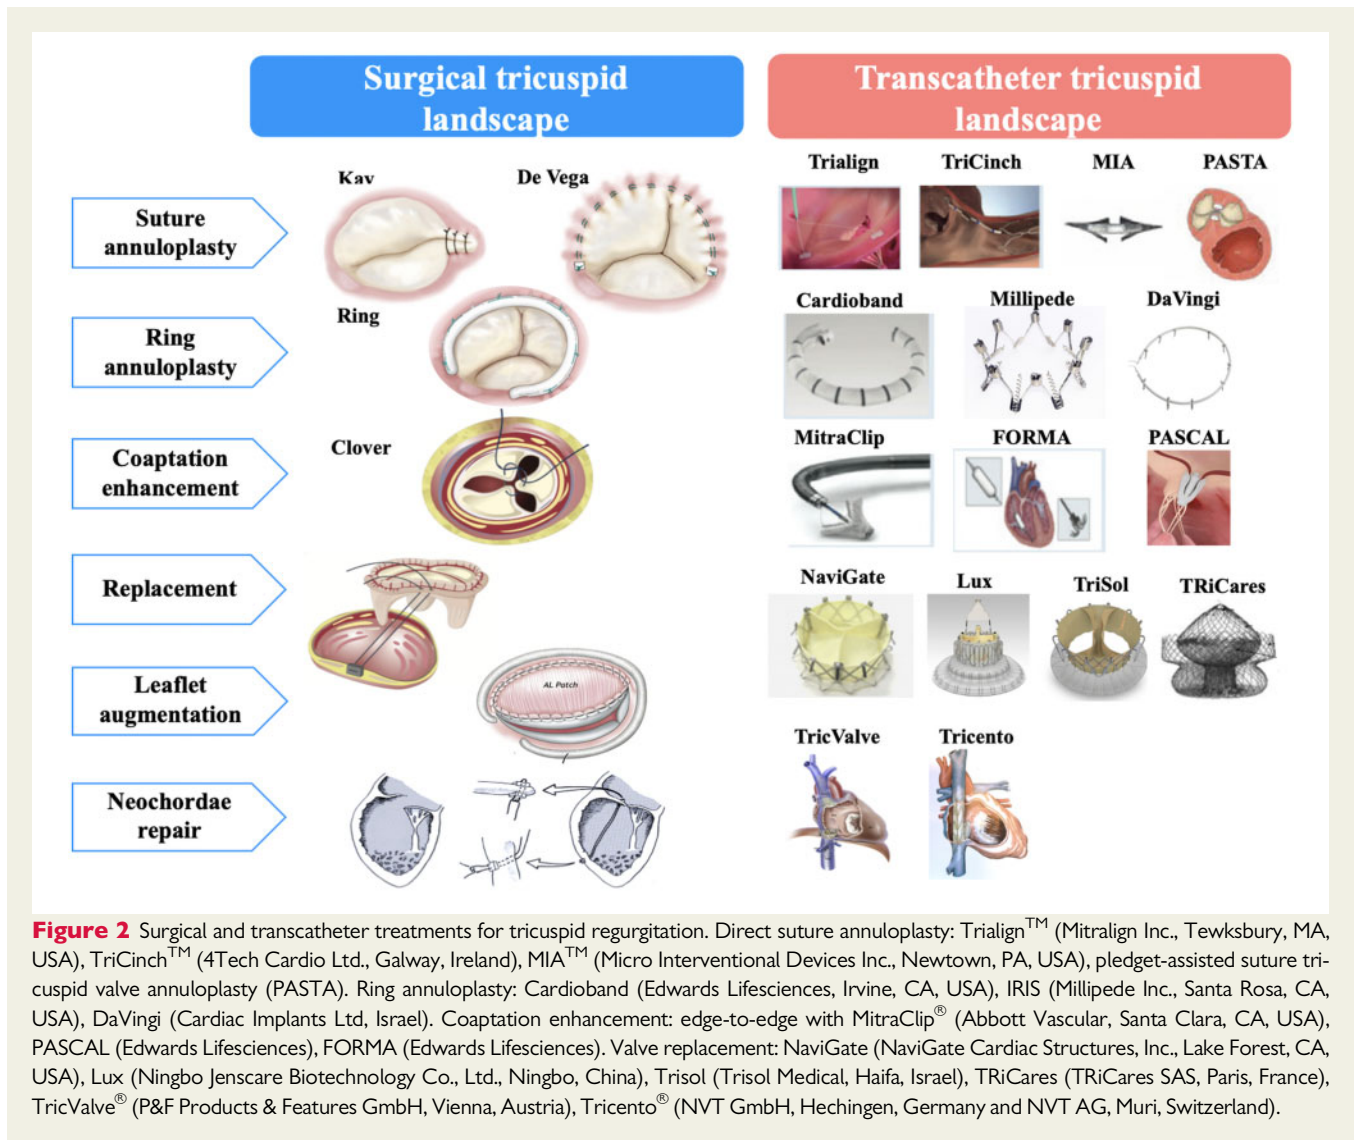 Surgical tricuspid
landscape
Transcatheter tricuspid
landscape
Suture
annuloplasty
Kay
De Vega
Trialign
TriCinch
MIA
PASTA
Ring
annuloplasty
Ring
Cardioband
Millipede
DaVingi
Coaptation
enhancement
Clover
MitraClip
FORMA
PASCAL
Replacement
NaviGate
Lux
TriSol
TRiCares
Leaflet
augmentation
AL Patch
TricValve
Tricento
Neochordae
repair
Figure 2 Surgical and transcatheter treatments for tricuspid regurgitation. Direct suture annuloplasty: Trialign™ (Mitralign Inc., Tewksbury, MA,
USA), TriCinch™ (4Tech Cardio Ltd., Galway, Ireland), MIA™ (Micro Interventional Devices Inc., Newtown, PA, USA), pledget-assisted suture tri-
cuspid valve annuloplasty (PASTA). Ring annuloplasty: Cardioband (Edwards Lifesciences, Irvine, CA, USA), IRIS (Millipede Inc., Santa Rosa, CA,
USA), DaVingi (Cardiac Implants Ltd, Israel). Coaptation enhancement: edge-to-edge with MitraClip® (Abbott Vascular, Santa Clara, CA, USA),
PASCAL (Edwards Lifesciences), FORMA (Edwards Lifesciences). Valve replacement: NaviGate (NaviGate Cardiac Structures, Inc., Lake Forest, CA,
USA), Lux (Ningbo Jenscare Biotechnology Co., Ltd., Ningbo, China), Trisol (Trisol Medical, Haifa, Israel), TRiCares (TRiCares SAS, Paris, France),
TricValve® (P&F Products & Features GmbH, Vienna, Austria), Tricento® (NVT GmbH, Hechingen, Germany and NVT AG, Muri, Switzerland).